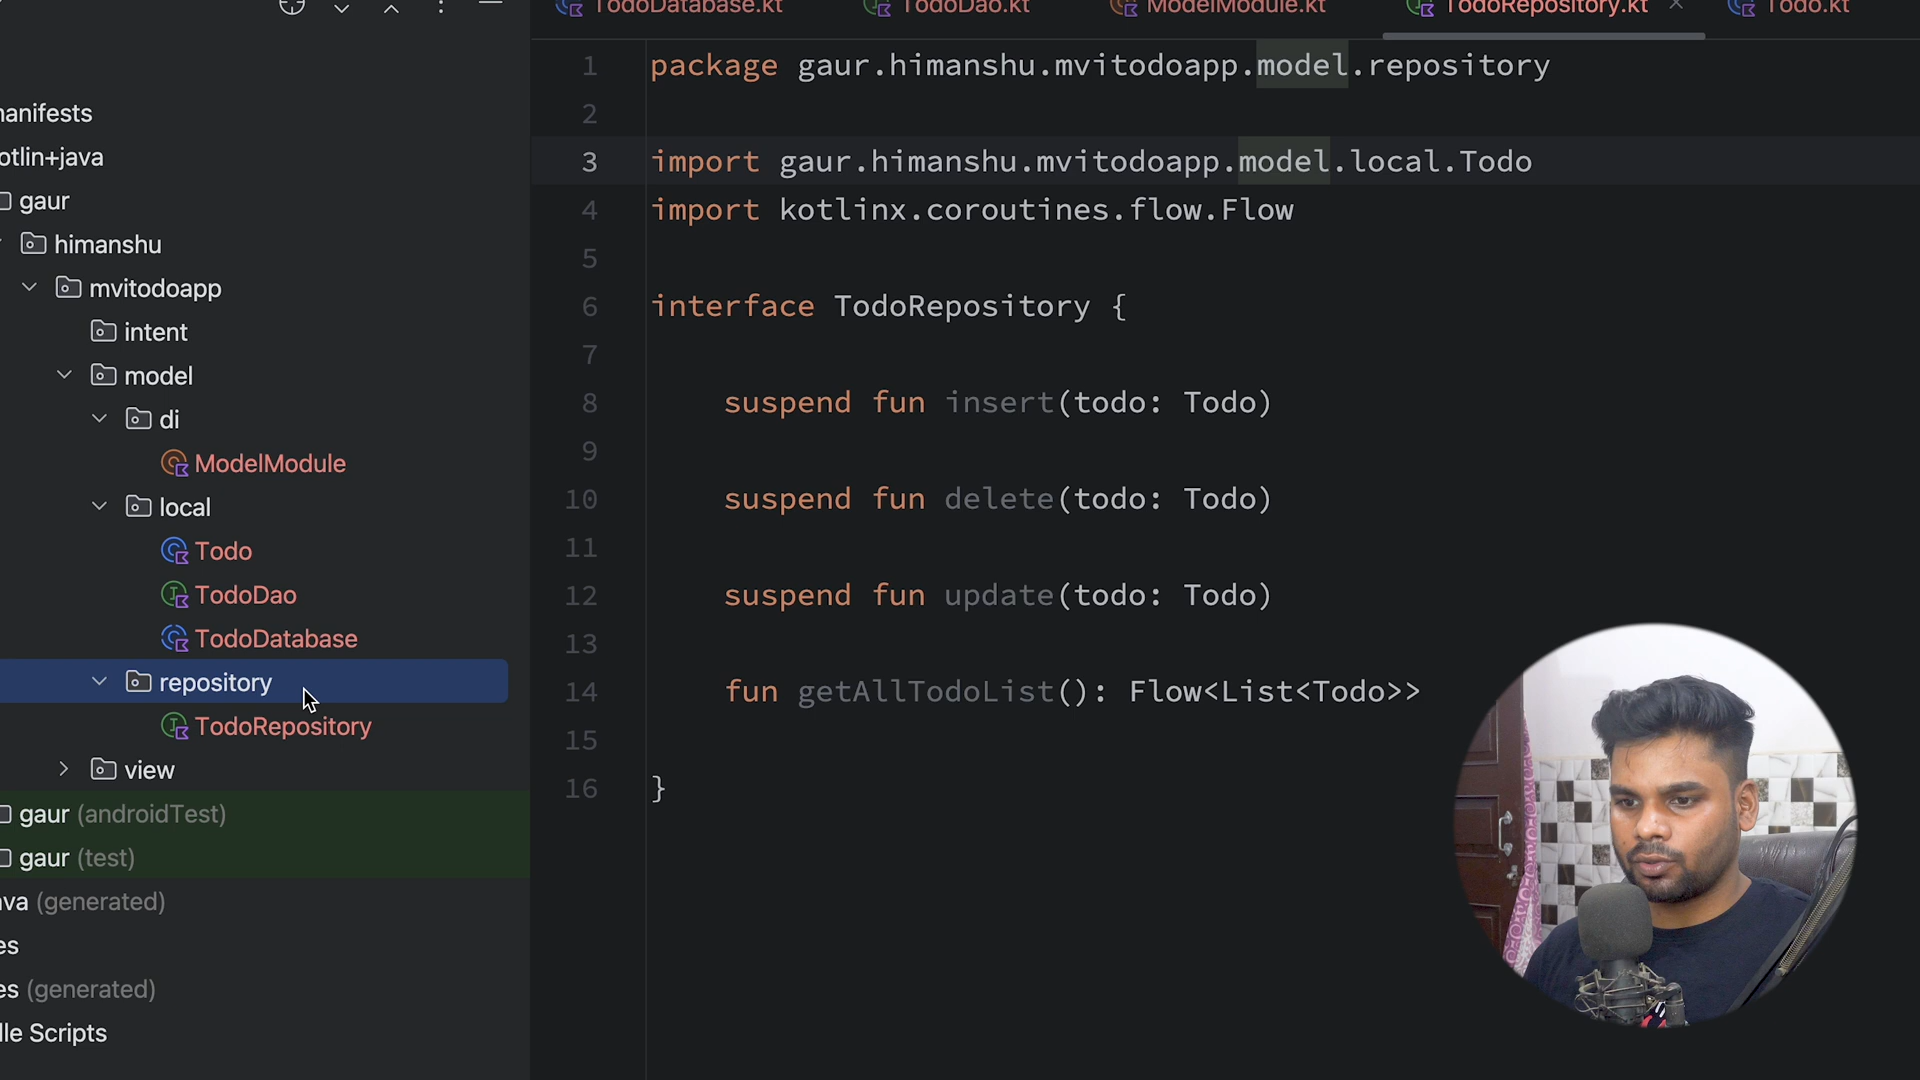 TodoDatabase.kt
TodoDao.kt
ModelModule.kt
TodoRepository.kt
Todo.kt
manifests
otlin+java
gaur
himanshu
mvitodoapp
intent
model
di
ModelModule
local
Todo
TodoDao
TodoDatabase
repository
TodoRepository
view
gaur (androidTest)
gaur (test)
ava (generated)
es
es (generated)
dle Scripts
1 package gaur.himanshu.mvitodoapp.model.repository
2
3 import gaur.himanshu.mvitodoapp.model.local.Todo
4 import kotlinx.coroutines.flow.Flow
5
6 interface TodoRepository {
7
8 suspend fun insert(todo: Todo)
9
10 suspend fun delete(todo: Todo)
11
12 suspend fun update(todo: Todo)
13
14 fun getAllTodoList(): Flow<List<Todo>>
15
16 }